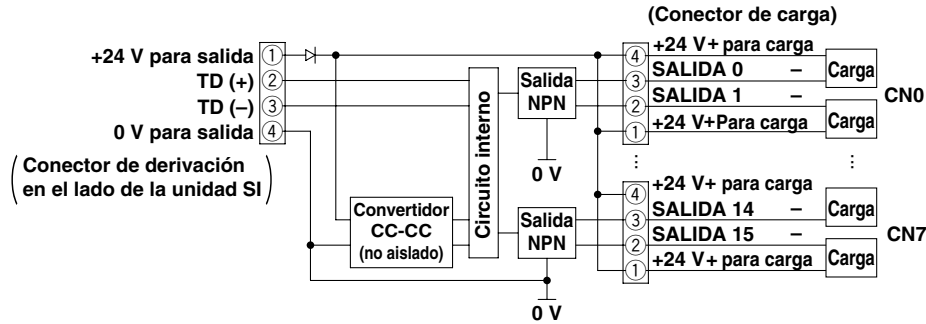 (Conector de carga)
+24 V para salida ①
TD (+) ②
TD (–) ③
0 V para salida ④
(Conector de derivación
en el lado de la unidad SI)
Convertidor
CC-CC
(no aislado)
Circuito interno
Salida
NPN
0 V
Salida
NPN
0 V
④ +24 V+ para carga
③ SALIDA 0 –
Carga
② SALIDA 1 –
① +24 V+Para carga
Carga
CN0
④ +24 V+ para carga
③ SALIDA 14 –
Carga
② SALIDA 15 –
① +24 V+ para carga
Carga
CN7